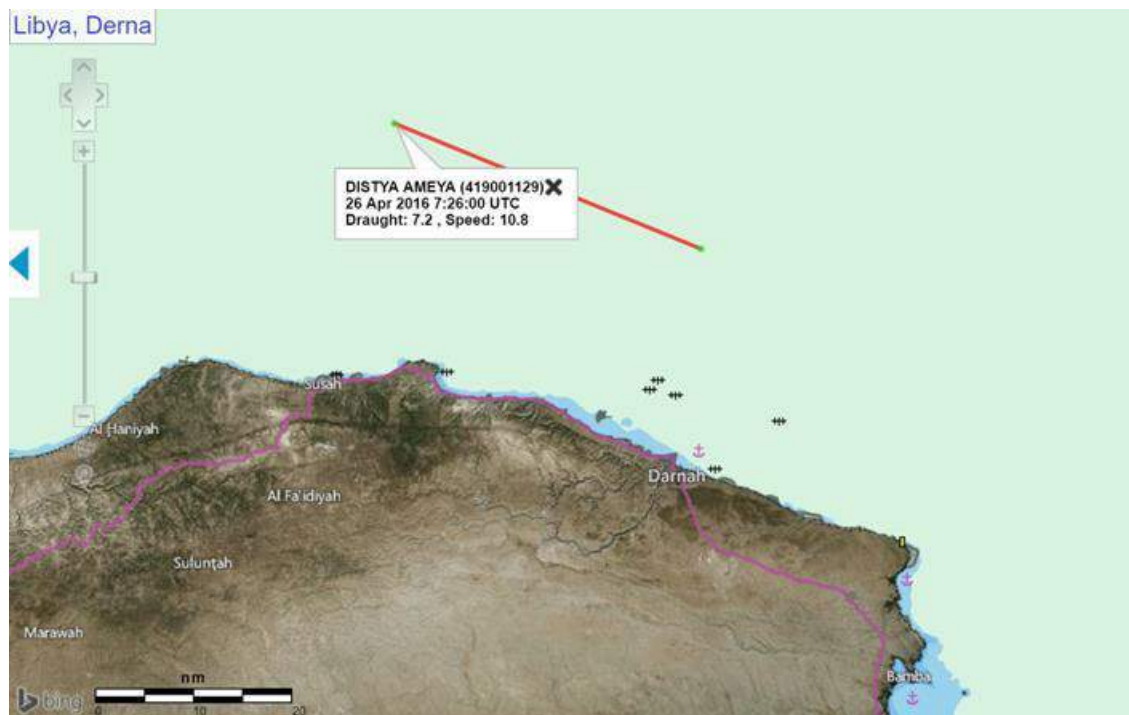 Libya, Derna
DISTYA AMEYA (419001129)
26 Apr 2016 7:26:00 UTC
Draught: 7.2 , Speed: 10.8
Susah
Al Haniyah
Darnah
Al Fa'idiyah
Sulunţah
Marawah
Bamba
nm
0 10 20
bing